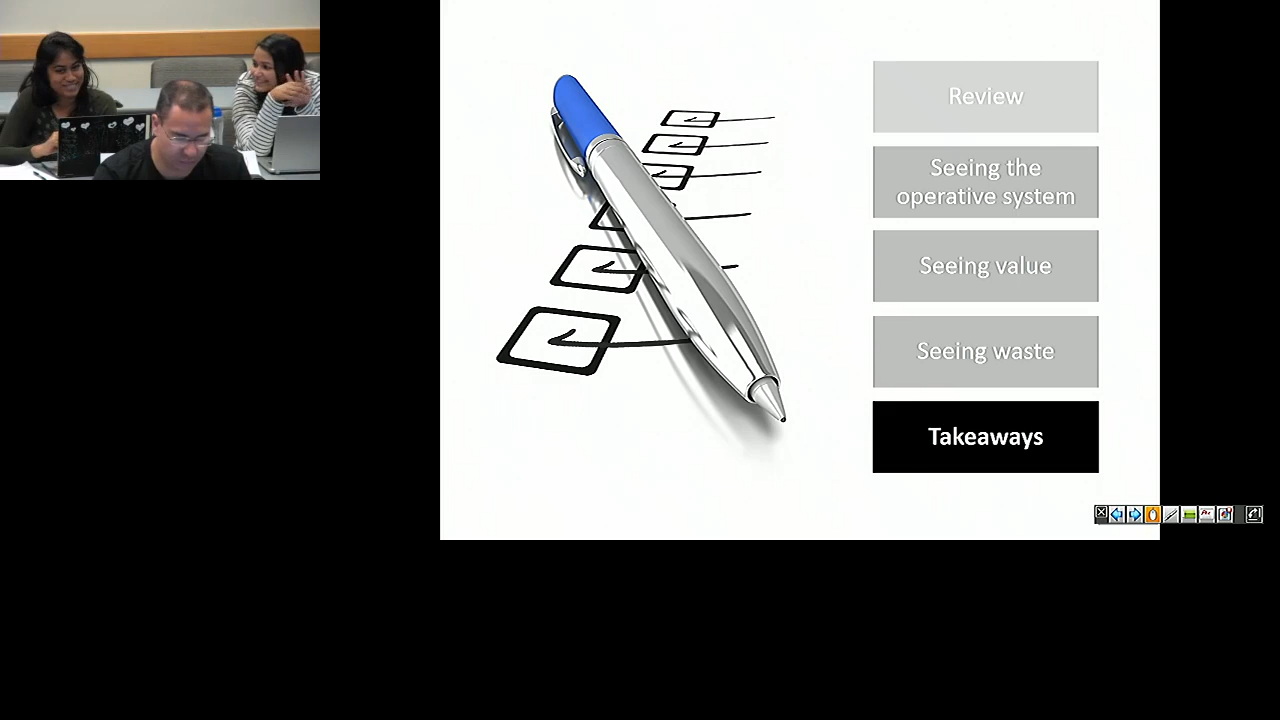 Review
Seeing the
operative system
Seeing value
Seeing waste
Takeaways